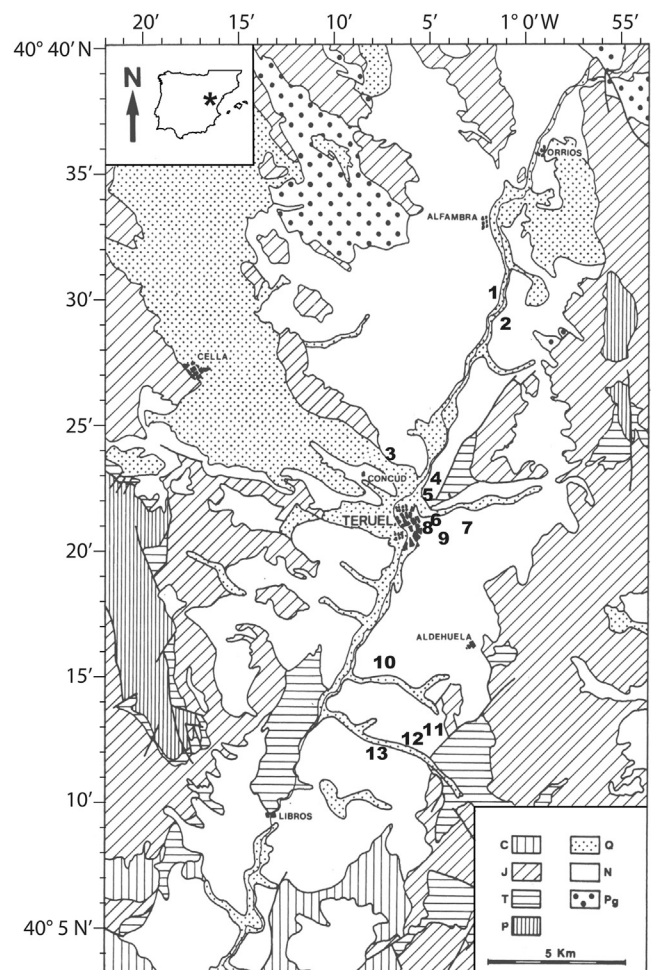 20′ 15′ 10′ 5′ 1° 0′W 55′
40° 40′N
N
*
ORRIOS
35′
ALFAMBRA
30′
1
2
CELLA
25′
3
CONCUD
4
5
TERUEL
6
8
7
9
20′
ALDEHUELA
15′
10
11
12
13
10′
LIBROS
C Q
J N
T Pg
P
40° 5 N′
5 Km